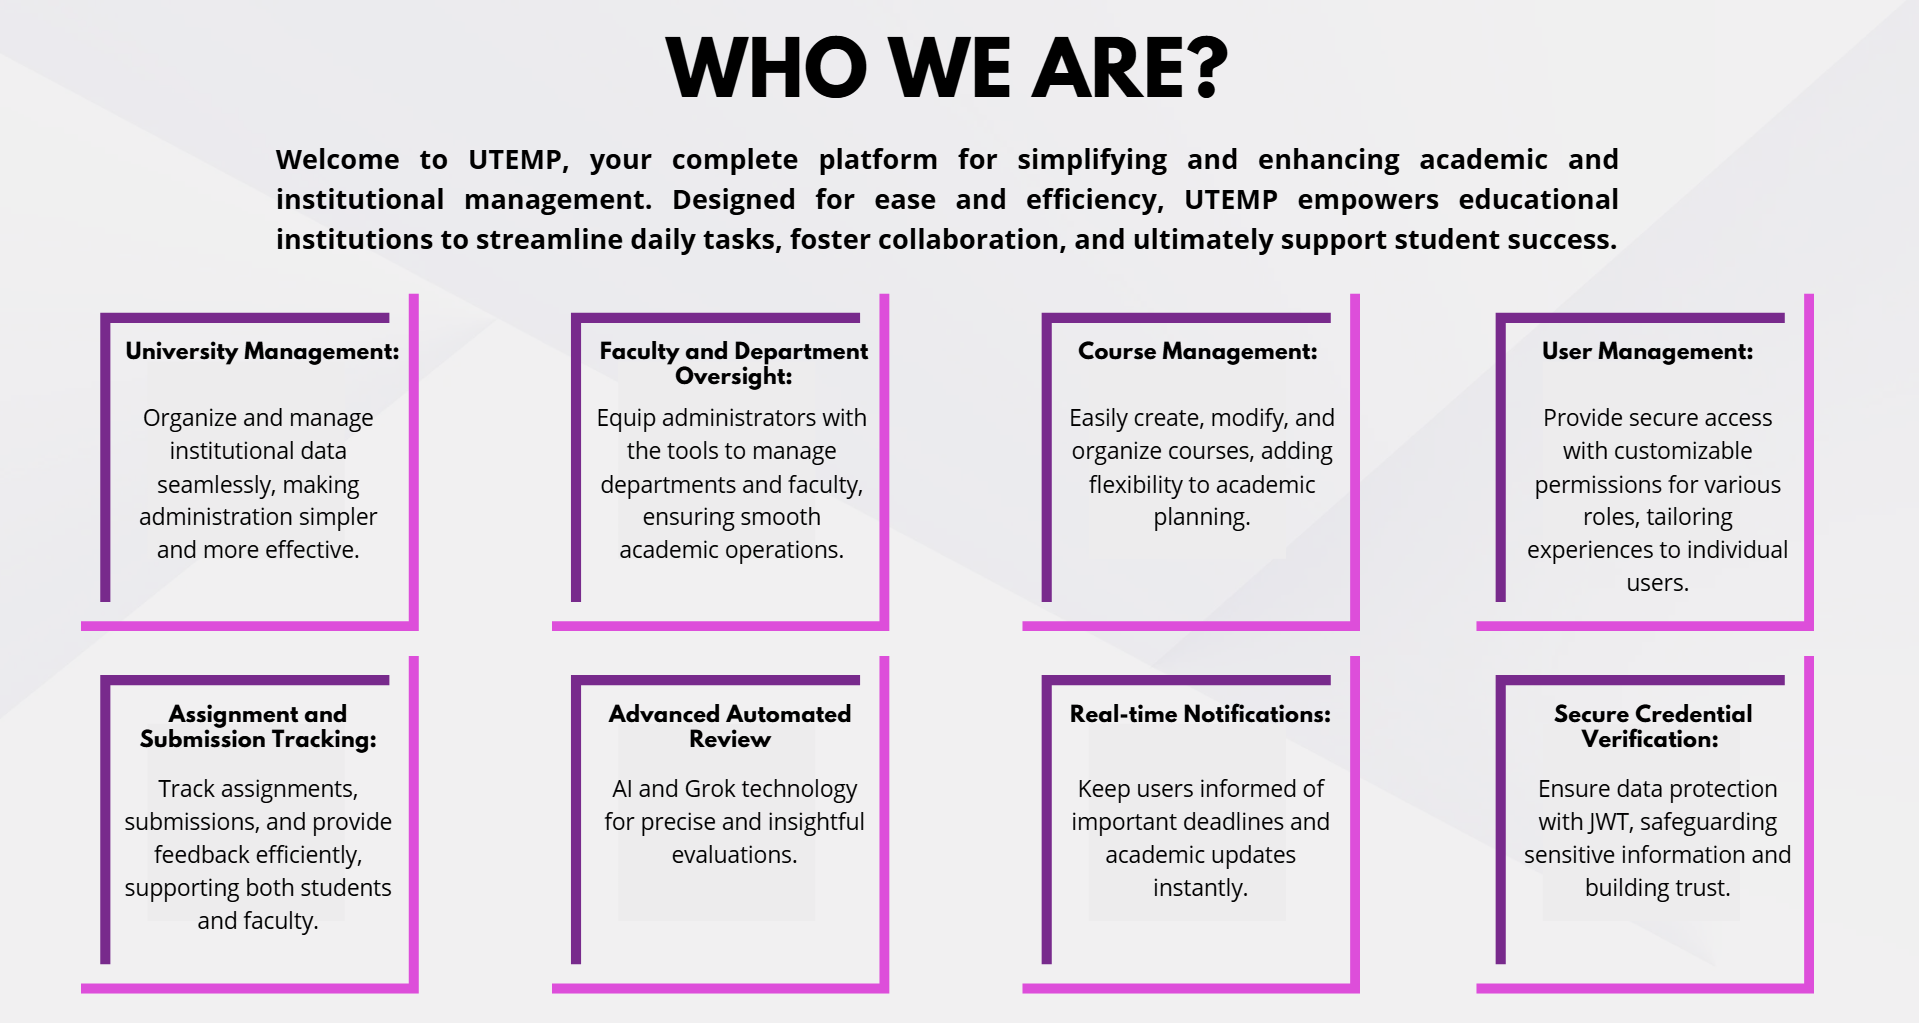 WHO WE ARE?
Welcome to UTEMP, your complete platform for simplifying and enhancing academic and
institutional management. Designed for ease and efficiency, UTEMP empowers educational
institutions to streamline daily tasks, foster collaboration, and ultimately support student success.
University Management:
Organize and manage
institutional data
seamlessly, making
administration simpler
and more effective.
Faculty and Department
Oversight:
Equip administrators with
the tools to manage
departments and faculty,
ensuring smooth
academic operations.
Course Management:
Easily create, modify, and
organize courses, adding
flexibility to academic
planning.
User Management:
Provide secure access
with customizable
permissions for various
roles, tailoring
experiences to individual
users.
Assignment and
Submission Tracking:
Track assignments,
submissions, and provide
feedback efficiently,
supporting both students
and faculty.
Advanced Automated
Review
AI and Grok technology
for precise and insightful
evaluations.
Real-time Notifications:
Keep users informed of
important deadlines and
academic updates
instantly.
Secure Credential
Verification:
Ensure data protection
with JWT, safeguarding
sensitive information and
building trust.